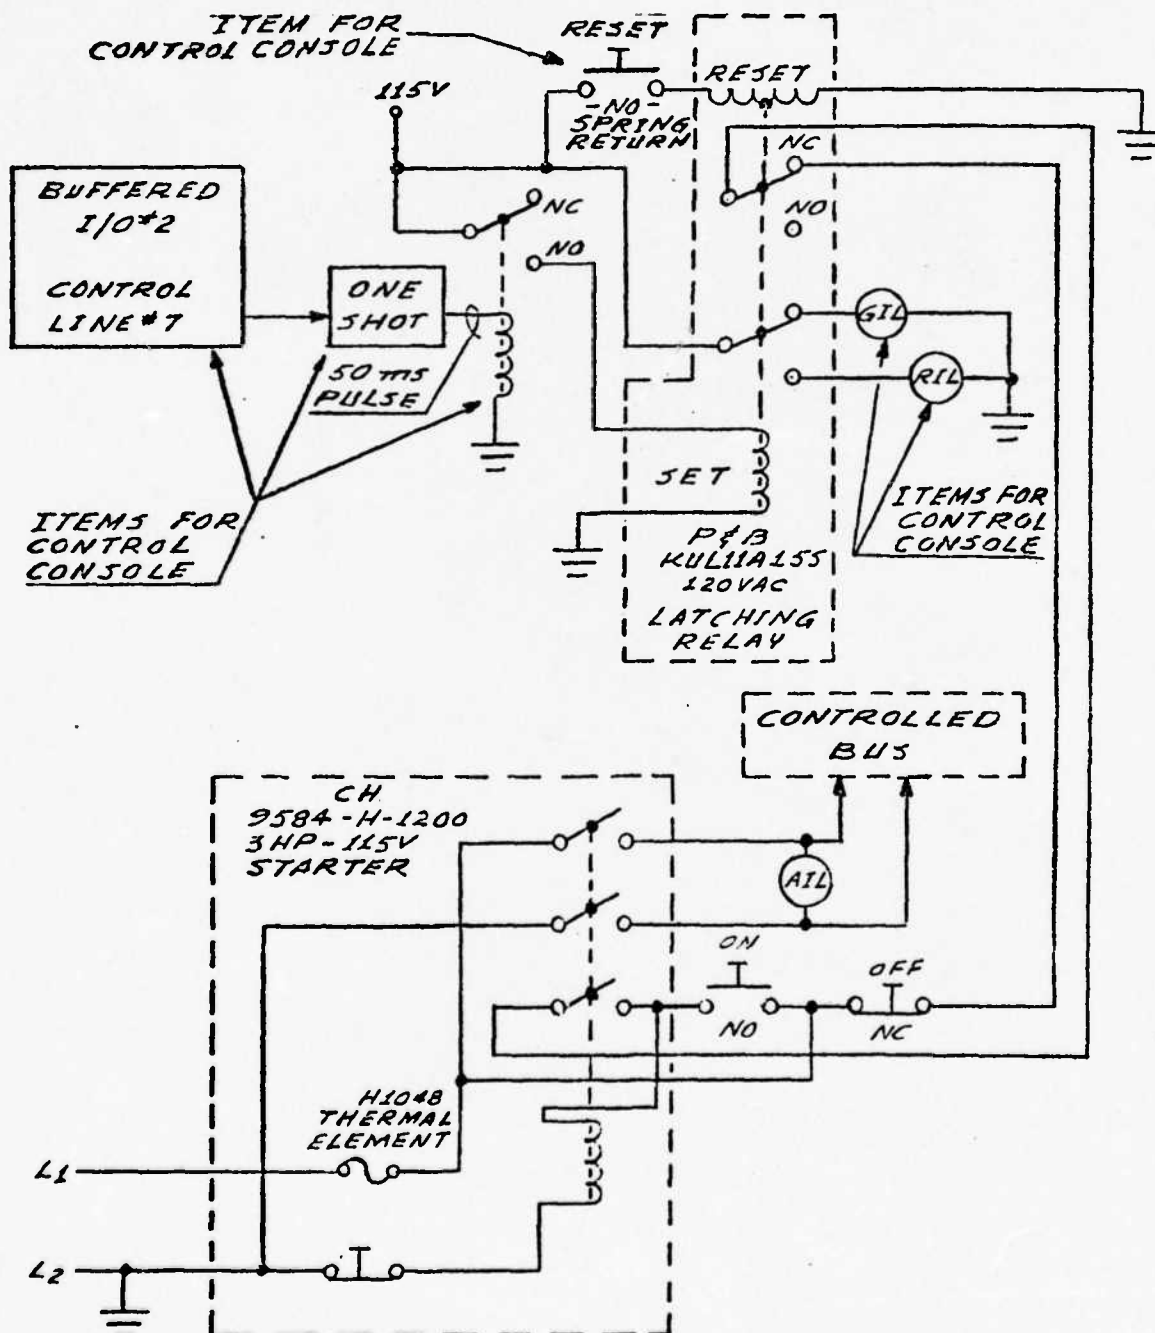 ITEM FOR
CONTROL CONSOLE
RESET
115V
-NO-
SPRING
RETURN
RESET
NC
NO
BUFFERED
I/O#2
CONTROL
LINE #7
ONE
SHOT
50 ms
PULSE
NC
NO
GIL
RIL
SET
P&B
KUL11A15S
120VAC
LATCHING
RELAY
ITEMS FOR
CONTROL
CONSOLE
ITEMS FOR
CONTROL
CONSOLE
CONTROLLED
BUS
CH
9584-H-1200
3HP-115V
STARTER
AIL
ON
NO
OFF
NC
H1048
THERMAL
ELEMENT
L1
L2